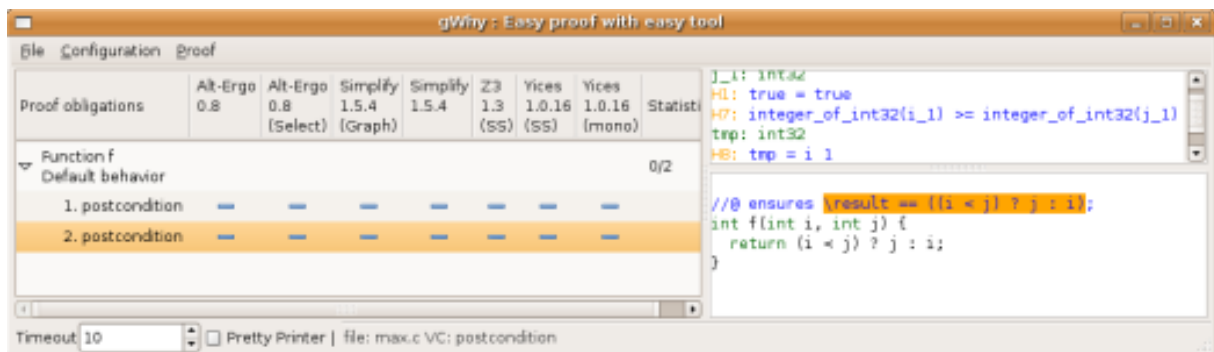 gWhy : Easy proof with easy tool
File Configuration Proof
Proof obligations
Alt-Ergo 0.8
Alt-Ergo 0.8 (Select)
Simplify 1.5.4 (Graph)
Simplify 1.5.4
Z3 1.3 (SS)
Yices 1.0.16 (SS)
Yices 1.0.16 (mono)
Statisti
Function f
Default behavior
0/2
1. postcondition
2. postcondition
j_1: int32
H1: true = true
H7: integer_of_int32(i_1) >= integer_of_int32(j_1)
tmp: int32
H8: tmp = i_1
//@ ensures \result == ((i < j) ? j : i);
int f(int i, int j) {
return (i < j) ? j : i;
}
Timeout 10 Pretty Printer | file: max.c VC: postcondition